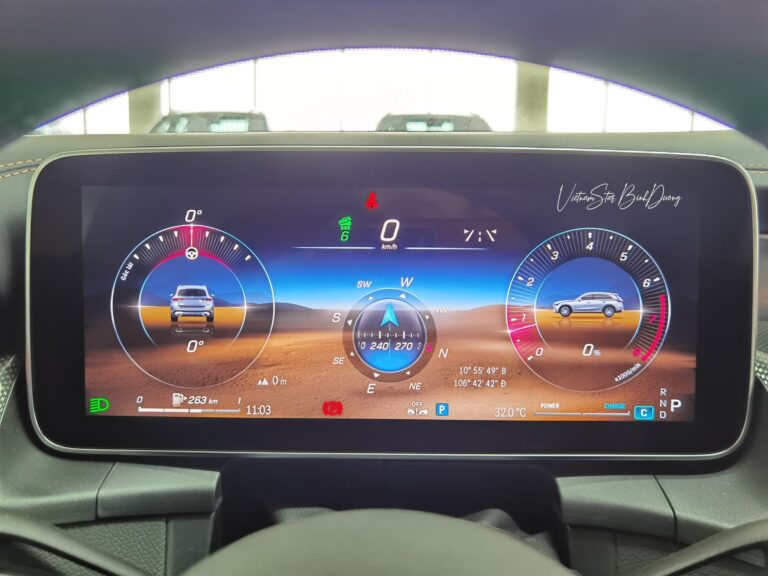 VietnamStar BinhDuong
0°
6
0
km/h
SW
W
NW
S
N
SE
E
NE
240
270
0°
0 m
10° 55' 49" B
106° 42' 42" Đ
0
1
2
3
4
5
6
7
x1000/min
0%
0
263 km
1
11:03
OFF
P
32.0°C
POWER
CHARGE
C
R
N
D
P